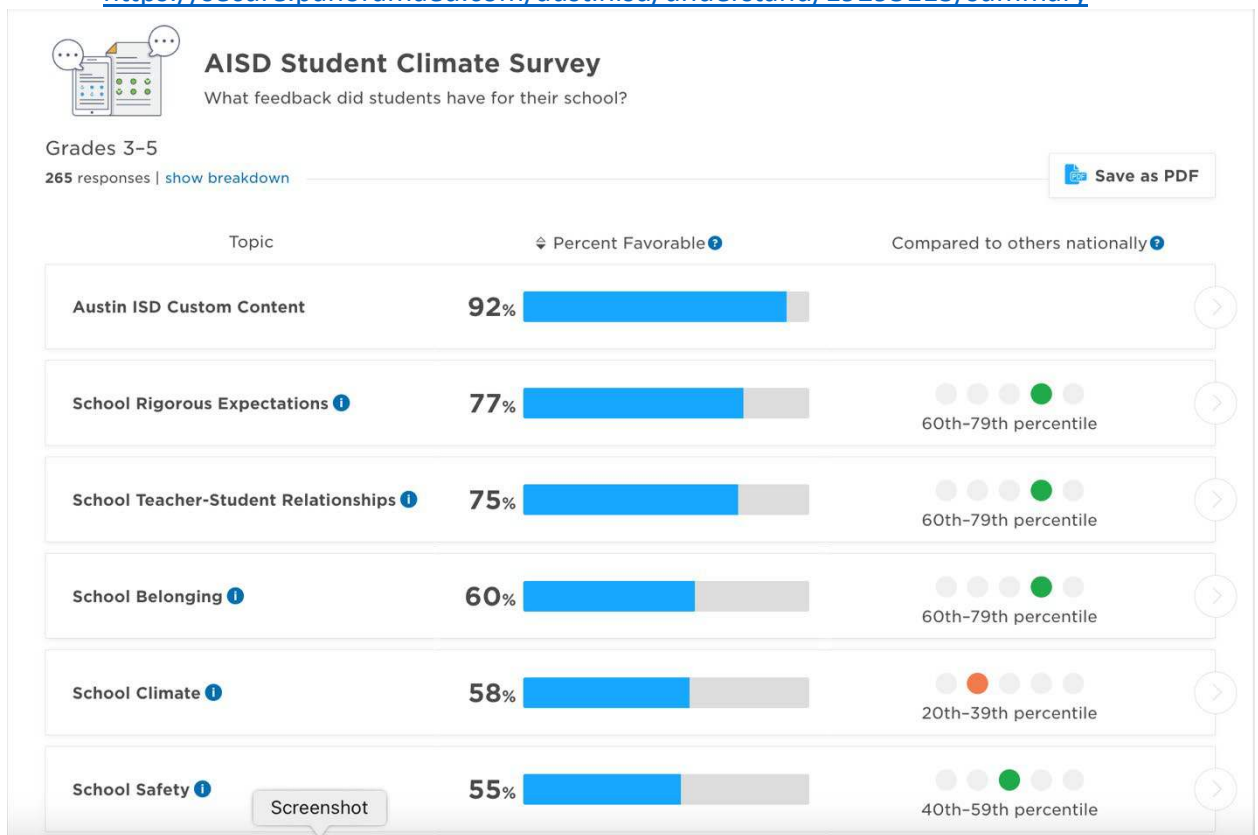 AISD Student Climate Survey
What feedback did students have for their school?
Grades 3–5
265 responses | show breakdown
Save as PDF
Topic
Percent Favorable
Compared to others nationally
Austin ISD Custom Content
92%
School Rigorous Expectations
77%
60th–79th percentile
School Teacher-Student Relationships
75%
60th–79th percentile
School Belonging
60%
60th–79th percentile
School Climate
58%
20th–39th percentile
School Safety
55%
40th–59th percentile
Screenshot